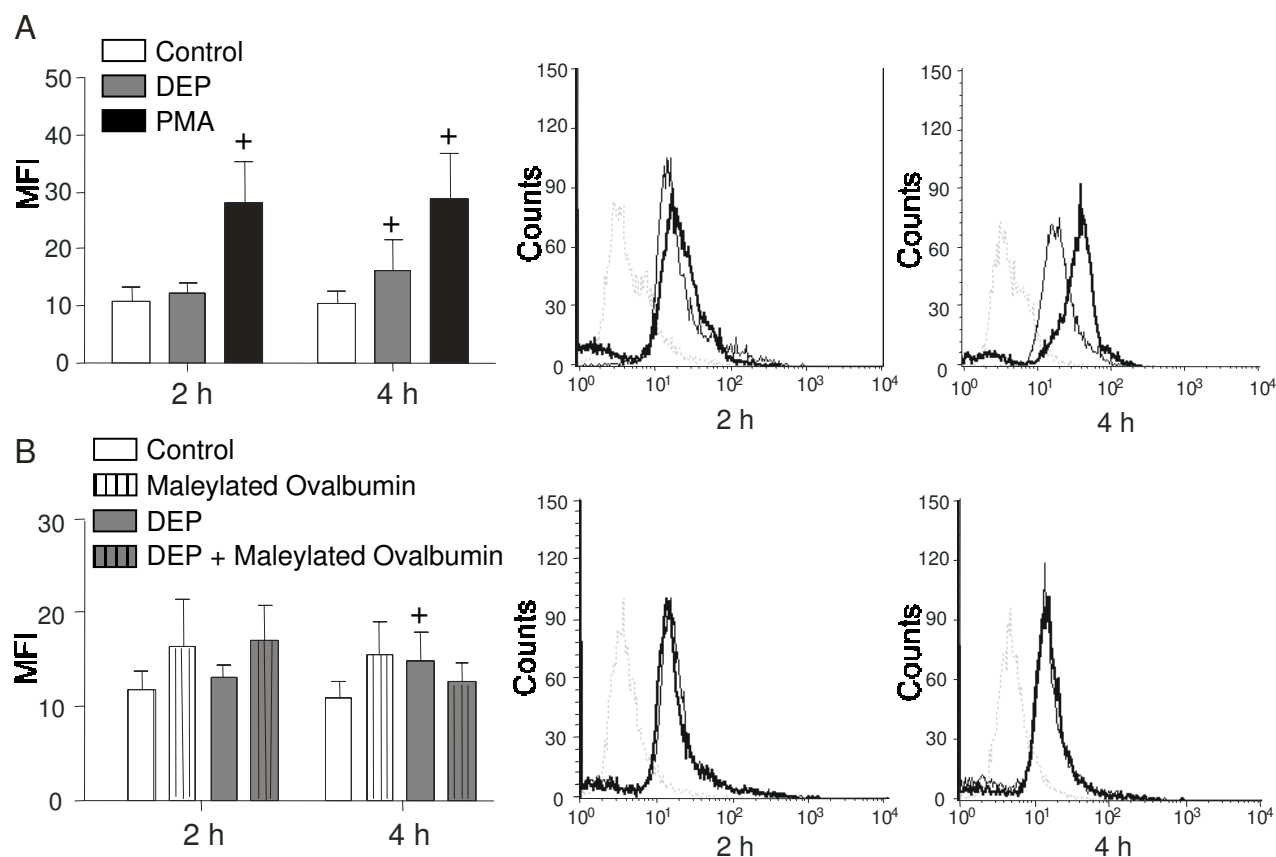 A
Control
DEP
PMA
50
40
30
20
10
0
MFI
+
+
+
2 h
4 h
150
120
90
60
30
0
Counts
10⁰ 10¹ 10² 10³ 10⁴
2 h
150
120
90
60
30
0
Counts
10⁰ 10¹ 10² 10³ 10⁴
4 h
B
Control
Maleylated Ovalbumin
DEP
DEP + Maleylated Ovalbumin
30
20
10
0
MFI
+
2 h
4 h
150
120
90
60
30
0
Counts
10⁰ 10¹ 10² 10³ 10⁴
2 h
150
120
90
60
30
0
Counts
10⁰ 10¹ 10² 10³ 10⁴
4 h